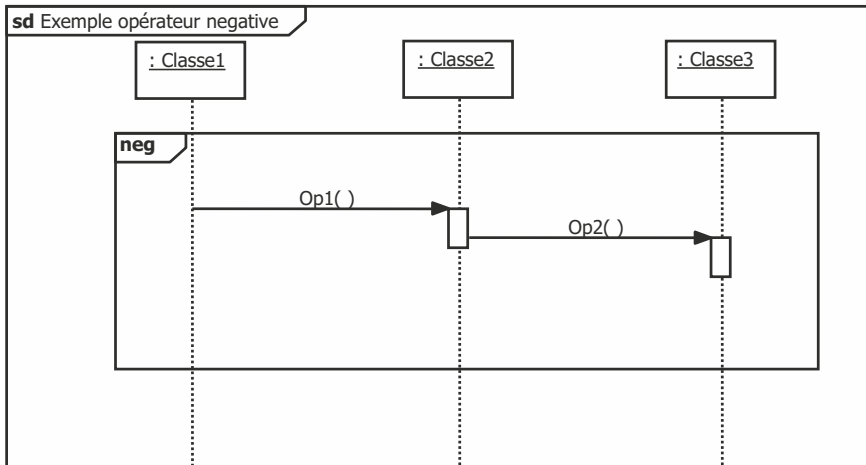 sd Exemple opérateur negative
: Classe1
: Classe2
: Classe3
neg
Op1( )
Op2( )